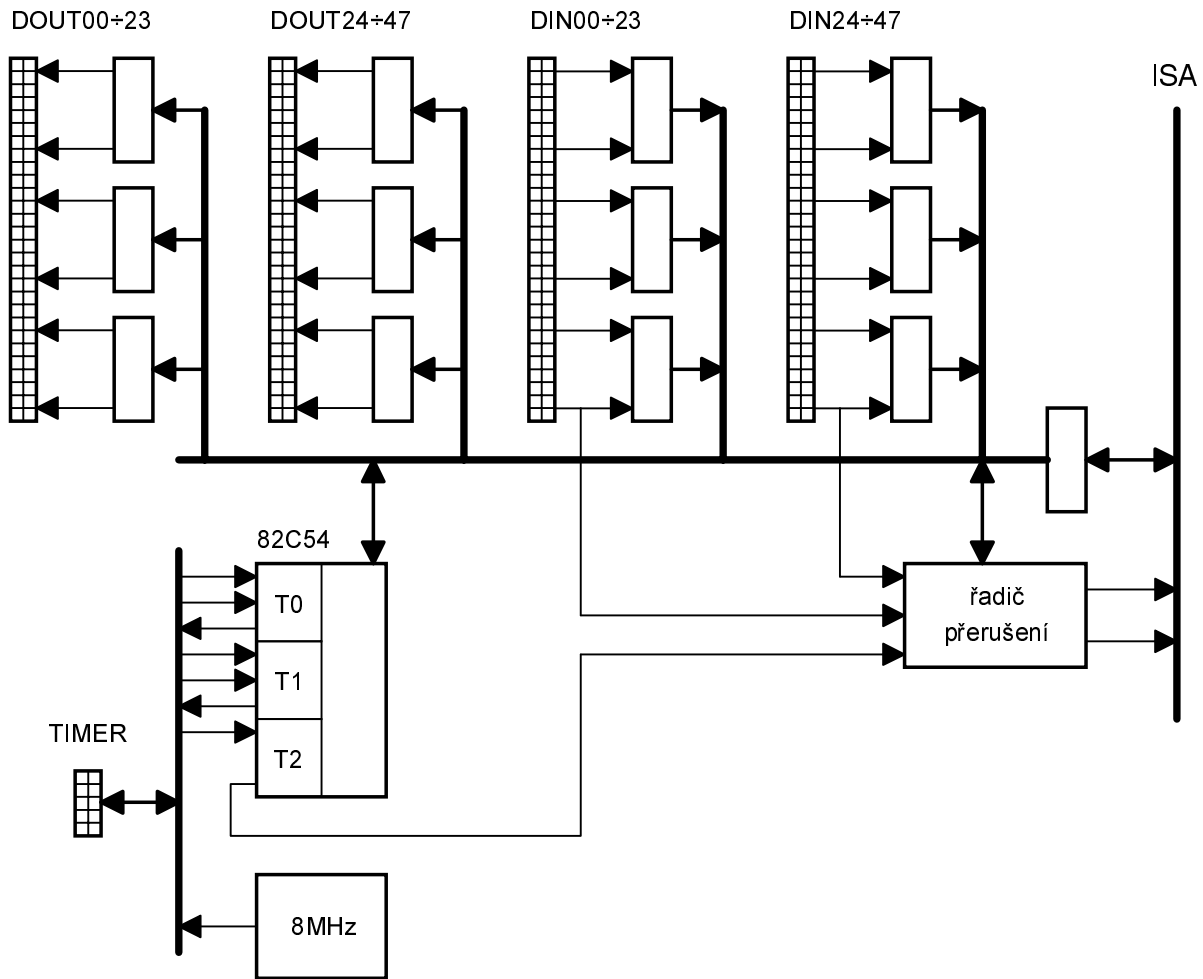 DOUT00÷23
DOUT24÷47
DIN00÷23
DIN24÷47
ISA
82C54
T0
T1
T2
řadič
přerušení
TIMER
8MHz